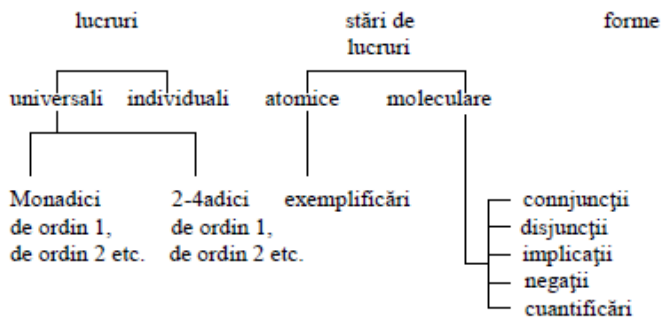 lucruri
stări de
lucruri
forme
universali individuali atomice moleculare
Monadici
de ordin 1,
de ordin 2 etc.
2-4adici
de ordin 1,
de ordin 2 etc.
exemplificări
connjuncţii
disjuncţii
implicaţii
negaţii
cuantificări